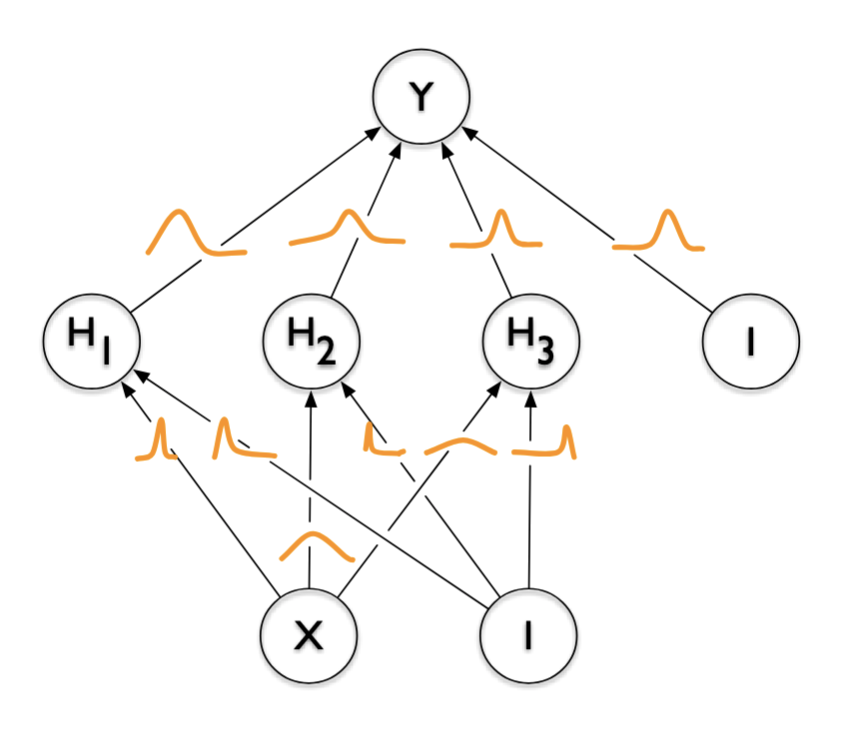 Y
H1 H2 H3 I
X I